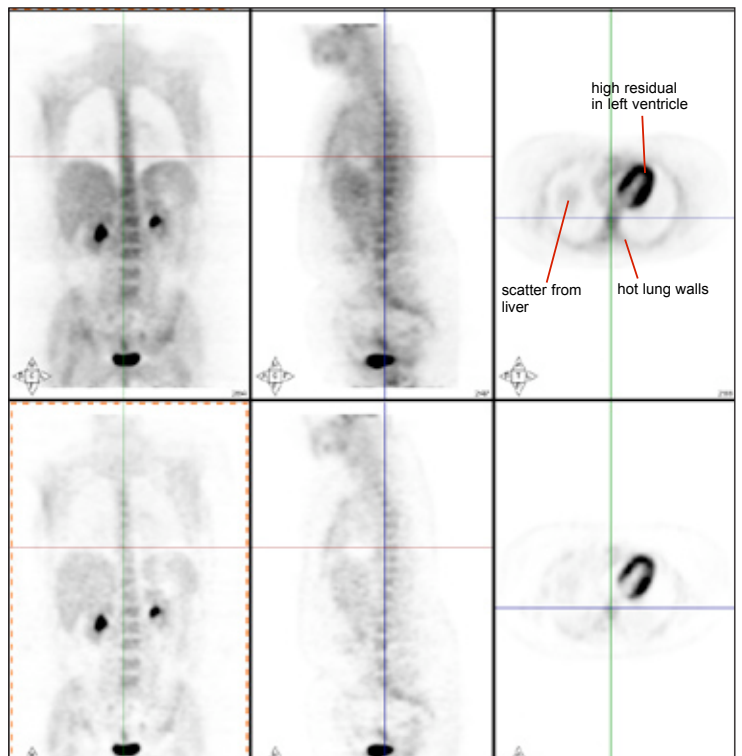 high residual
in left ventricle
scatter from
liver
hot lung walls